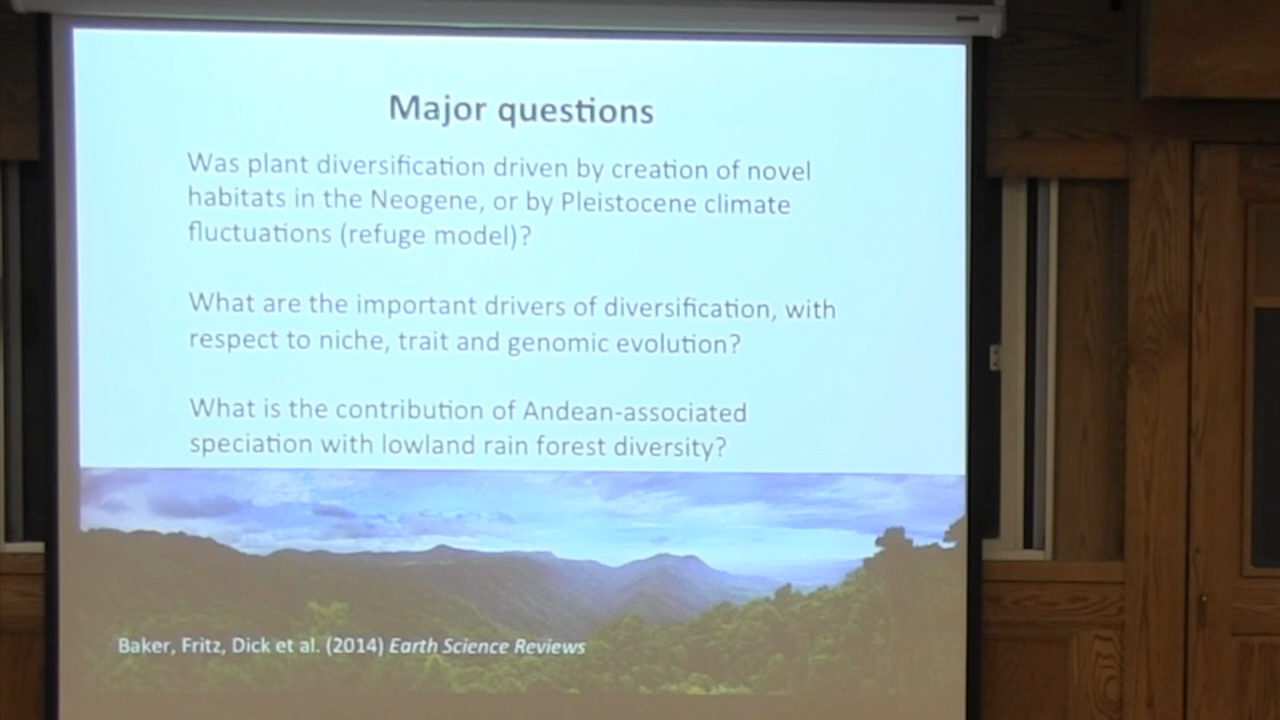 Major questions
Was plant diversification driven by creation of novel
habitats in the Neogene, or by Pleistocene climate
fluctuations (refuge model)?
What are the important drivers of diversification, with
respect to niche, trait and genomic evolution?
What is the contribution of Andean-associated
speciation with lowland rain forest diversity?
Baker, Fritz, Dick et al. (2014) Earth Science Reviews